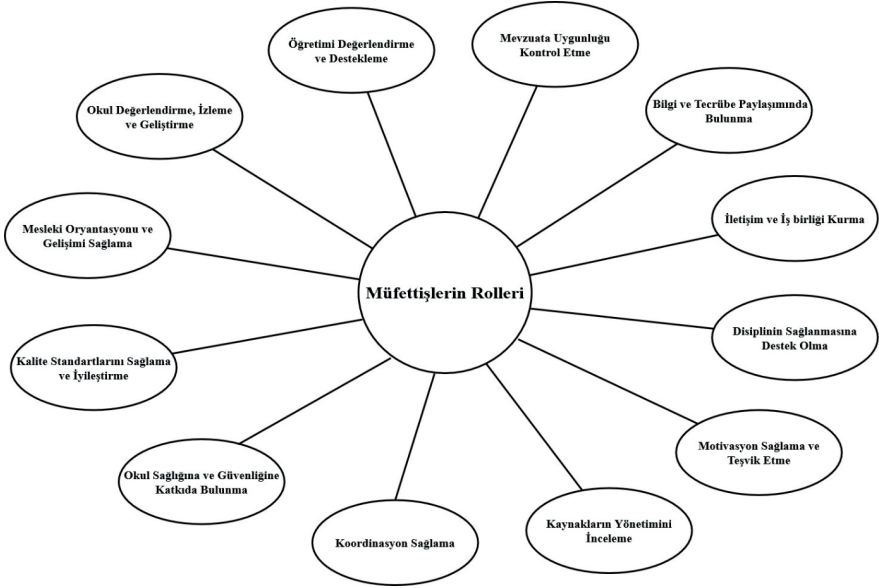 Öğretimi Değerlendirme
ve Destekleme
Mevzuata Uygunluğu
Kontrol Etme
Okul Değerlendirme, İzleme
ve Geliştirme
Bilgi ve Tecrübe Paylaşımında
Bulunma
Mesleki Oryantasyonu ve
Gelişimi Sağlama
İletişim ve İş birliği Kurma
Müfettişlerin Rolleri
Kalite Standartlarını Sağlama
ve İyileştirme
Disiplinin Sağlanmasına
Destek Olma
Okul Sağlığına ve Güvenliğine
Katkıda Bulunma
Motivasyon Sağlama ve
Teşvik Etme
Koordinasyon Sağlama
Kaynakların Yönetimini
İnceleme